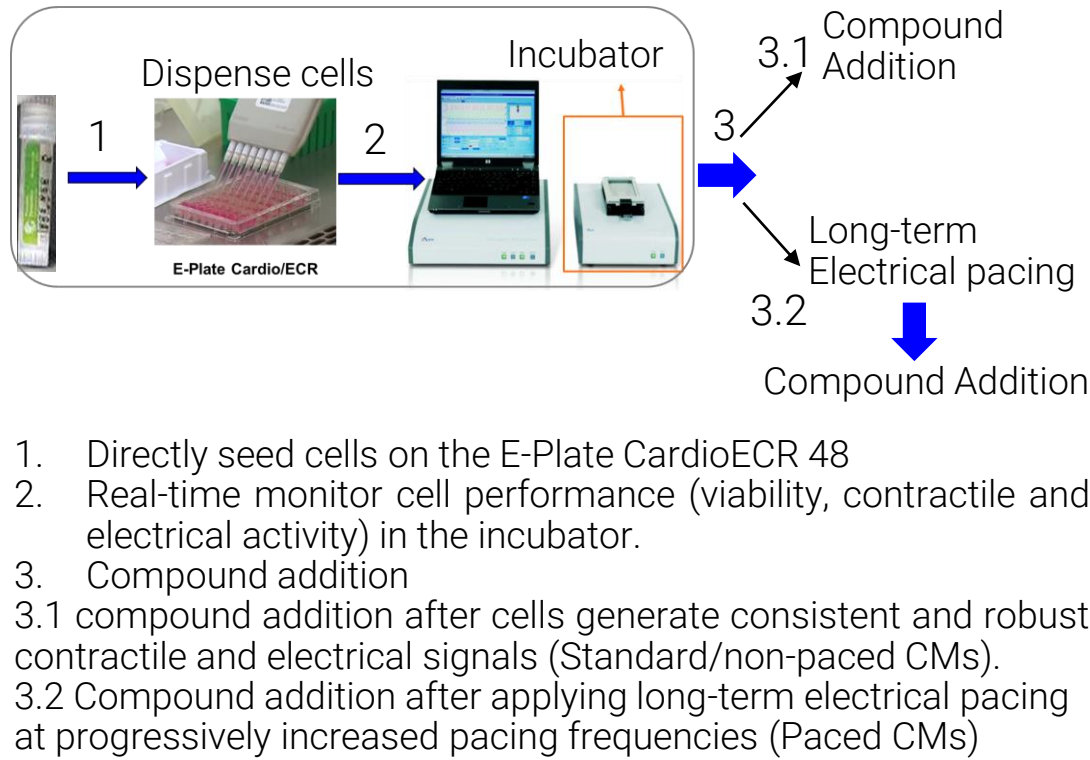 Compound
3.1 Addition
Incubator
Dispense cells
1
2
3
E-Plate Cardio/ECR
Long-term
Electrical pacing
3.2
Compound Addition
1. Directly seed cells on the E-Plate CardioECR 48
2. Real-time monitor cell performance (viability, contractile and
electrical activity) in the incubator.
3. Compound addition
3.1 compound addition after cells generate consistent and robust
contractile and electrical signals (Standard/non-paced CMs).
3.2 Compound addition after applying long-term electrical pacing
at progressively increased pacing frequencies (Paced CMs)